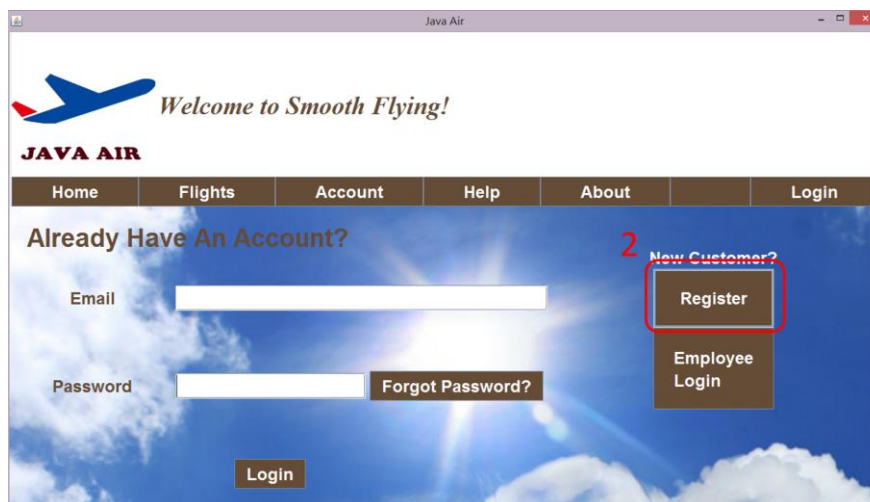 Java Air
Welcome to Smooth Flying!
JAVA AIR
Home Flights Account Help About Login
Already Have An Account?
2
New Customer?
Email
Register
Password
Forgot Password?
Employee
Login
Login